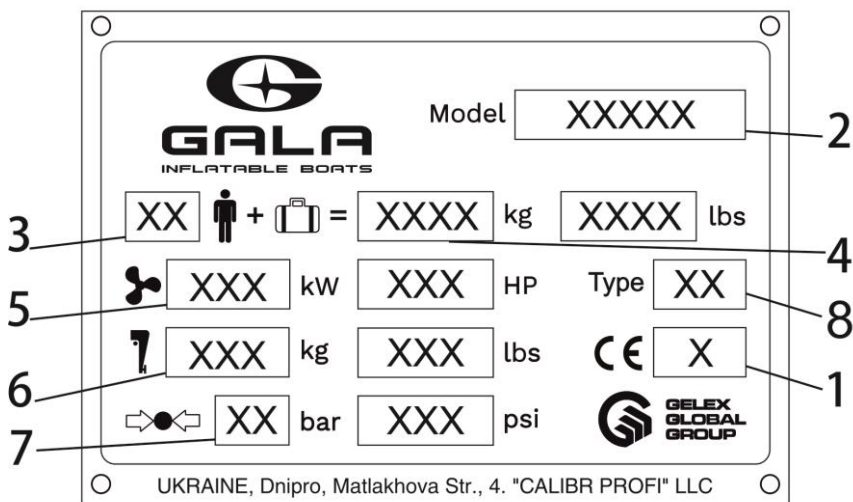 GALA
INFLATABLE BOATS
Model XXXXX 2
3 XX + = XXXX kg XXXX lbs 4
5 XXX kW XXX HP Type XX 8
6 XXX kg XXX lbs CE X 1
7 XX bar XXX psi
GELEX
GLOBAL
GROUP
UKRAINE, Dnipro, Matlakhova Str., 4. "CALIBR PROFI" LLC